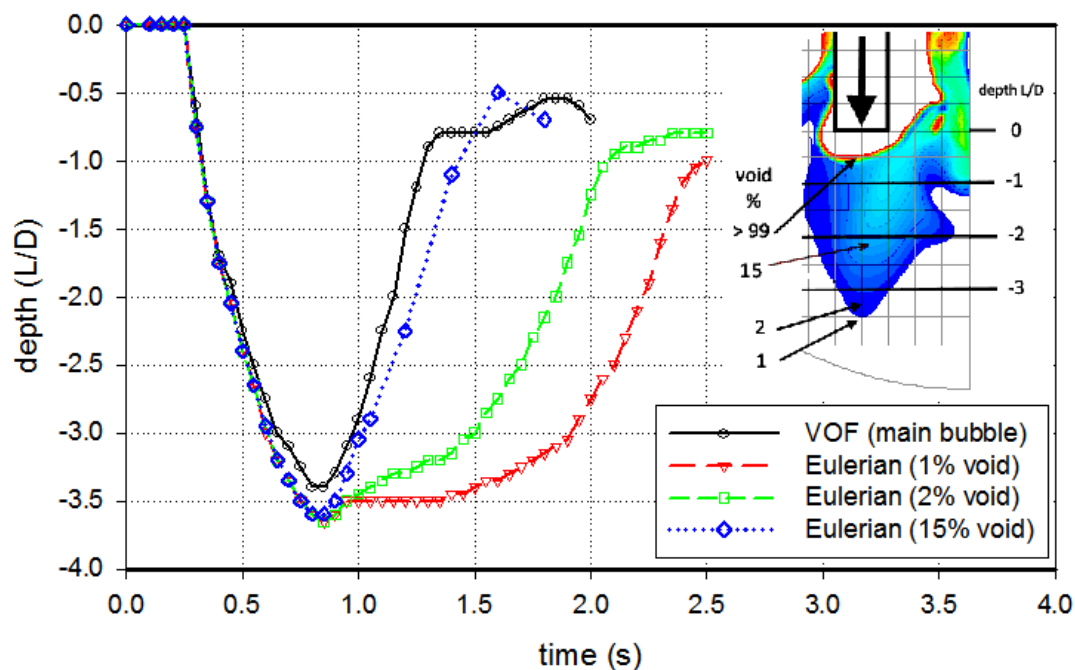 0.0
-0.5
-1.0
-1.5
-2.0
-2.5
-3.0
-3.5
-4.0
depth (L/D)
0.0 0.5 1.0 1.5 2.0 2.5 3.0 3.5 4.0
time (s)
depth L/D
0
-1
-2
-3
void
%
> 99
15
2
1
VOF (main bubble)
Eulerian (1% void)
Eulerian (2% void)
Eulerian (15% void)